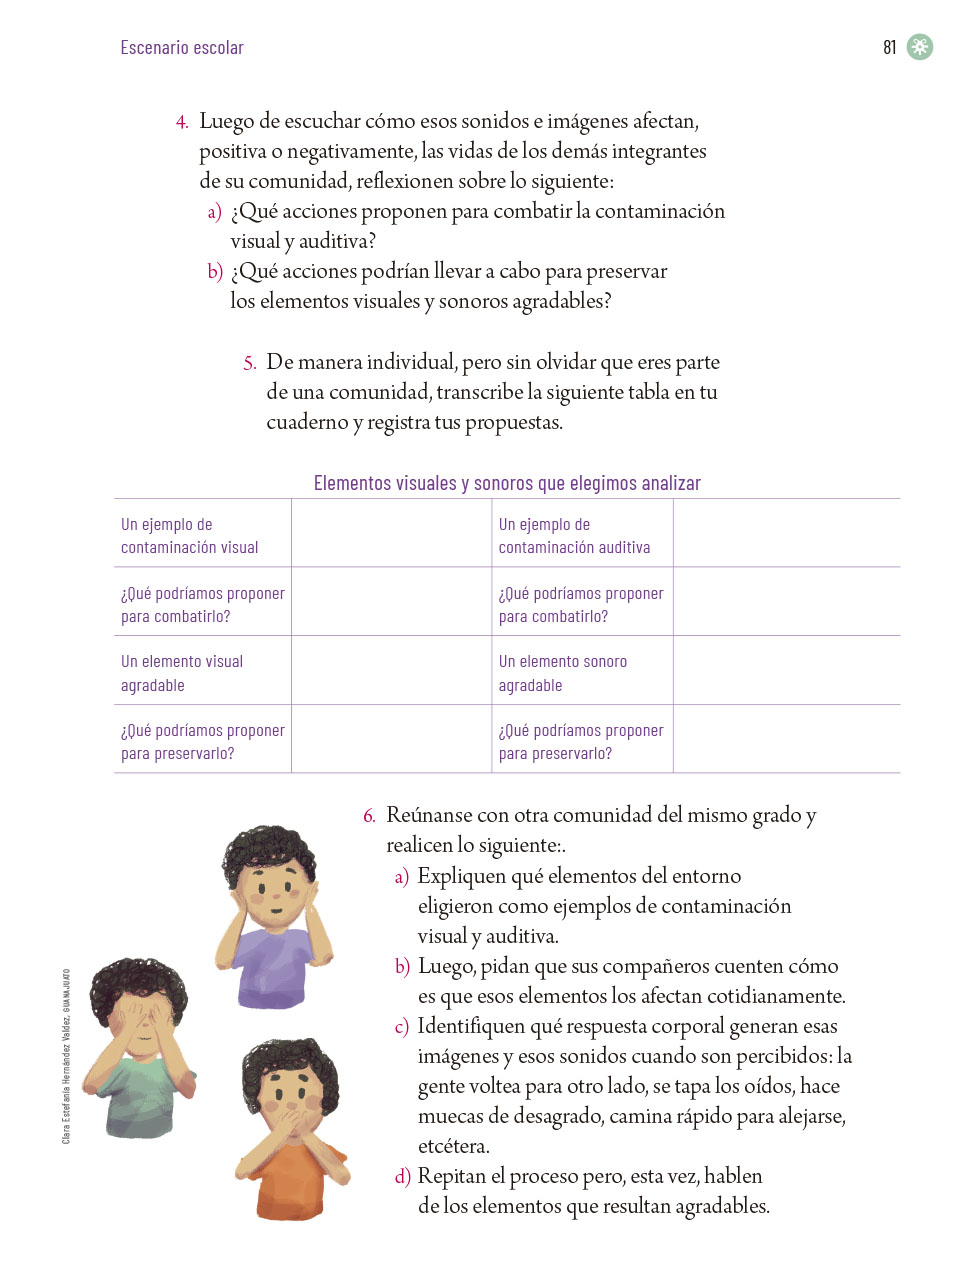 Escenario escolar
81
4. Luego de escuchar cómo esos sonidos e imágenes afectan,
positiva o negativamente, las vidas de los demás integrantes
de su comunidad, reflexionen sobre lo siguiente:
a) ¿Qué acciones proponen para combatir la contaminación
visual y auditiva?
b) ¿Qué acciones podrían llevar a cabo para preservar
los elementos visuales y sonoros agradables?
5. De manera individual, pero sin olvidar que eres parte
de una comunidad, transcribe la siguiente tabla en tu
cuaderno y registra tus propuestas.
Elementos visuales y sonoros que elegimos analizar
Un ejemplo de
contaminación visual
Un ejemplo de
contaminación auditiva
¿Qué podríamos proponer
para combatirlo?
¿Qué podríamos proponer
para combatirlo?
Un elemento visual
agradable
Un elemento sonoro
agradable
¿Qué podríamos proponer
para preservarlo?
¿Qué podríamos proponer
para preservarlo?
6. Reúnanse con otra comunidad del mismo grado y
realicen lo siguiente:.
a) Expliquen qué elementos del entorno
eligieron como ejemplos de contaminación
visual y auditiva.
b) Luego, pidan que sus compañeros cuenten cómo
es que esos elementos los afectan cotidianamente.
c) Identifiquen qué respuesta corporal generan esas
imágenes y esos sonidos cuando son percibidos: la
gente voltea para otro lado, se tapa los oídos, hace
muecas de desagrado, camina rápido para alejarse,
etcétera.
d) Repitan el proceso pero, esta vez, hablen
de los elementos que resultan agradables.
Clara Estefanía Hernández Valdez, GUANAJUATO